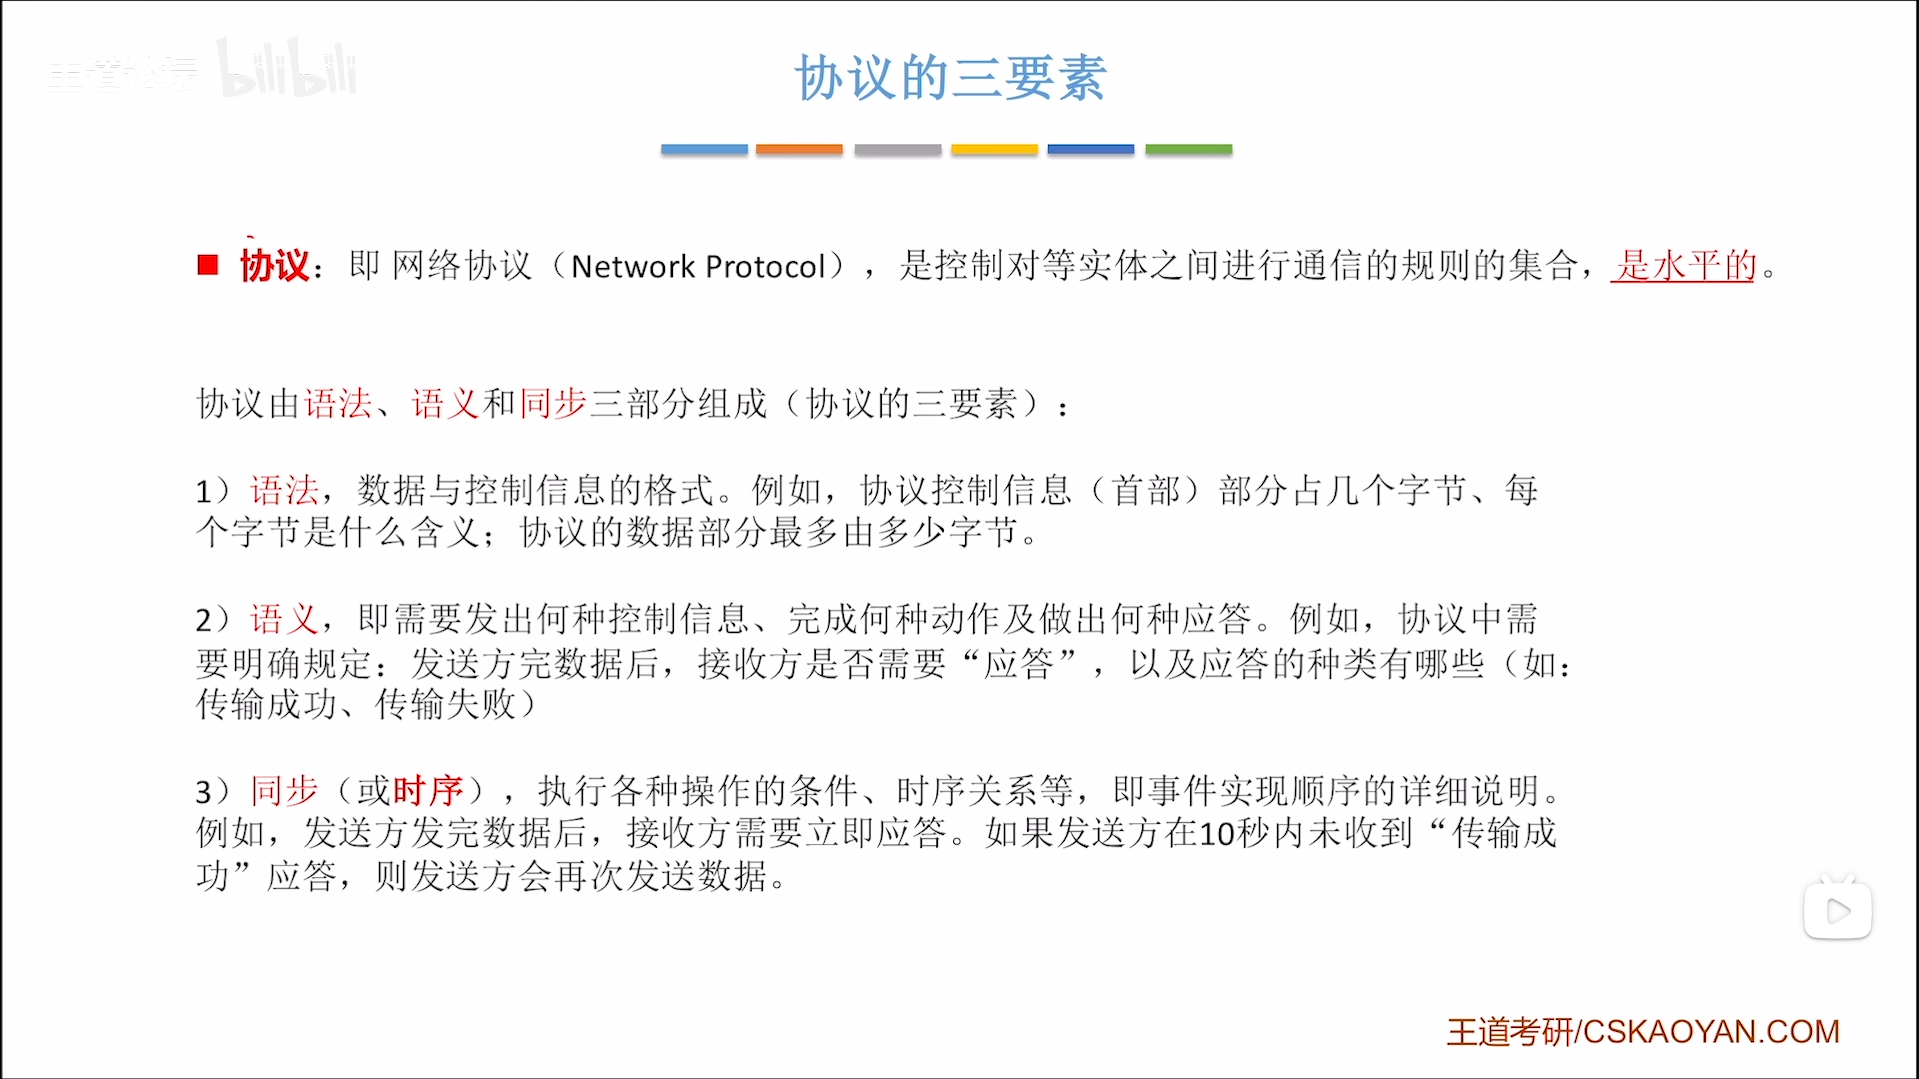 王道论坛 bilibili
协议的三要素
协议：即 网络协议（Network Protocol），是控制对等实体之间进行通信的规则的集合，是水平的。
协议由语法、语义和同步三部分组成（协议的三要素）：
1）语法，数据与控制信息的格式。例如，协议控制信息（首部）部分占几个字节、每
个字节是什么含义；协议的数据部分最多由多少字节。
2）语义，即需要发出何种控制信息、完成何种动作及做出何种应答。例如，协议中需
要明确规定：发送方完数据后，接收方是否需要“应答”，以及应答的种类有哪些（如：
传输成功、传输失败）
3）同步（或时序），执行各种操作的条件、时序关系等，即事件实现顺序的详细说明。
例如，发送方发完数据后，接收方需要立即应答。如果发送方在10秒内未收到“传输成
功”应答，则发送方会再次发送数据。
王道考研/CSKAOYAN.COM